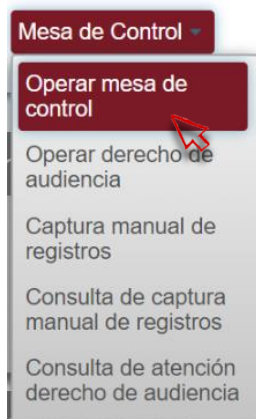 Mesa de Control
Operar mesa de
control
Operar derecho de
audiencia
Captura manual de
registros
Consulta de captura
manual de registros
Consulta de atención
derecho de audiencia